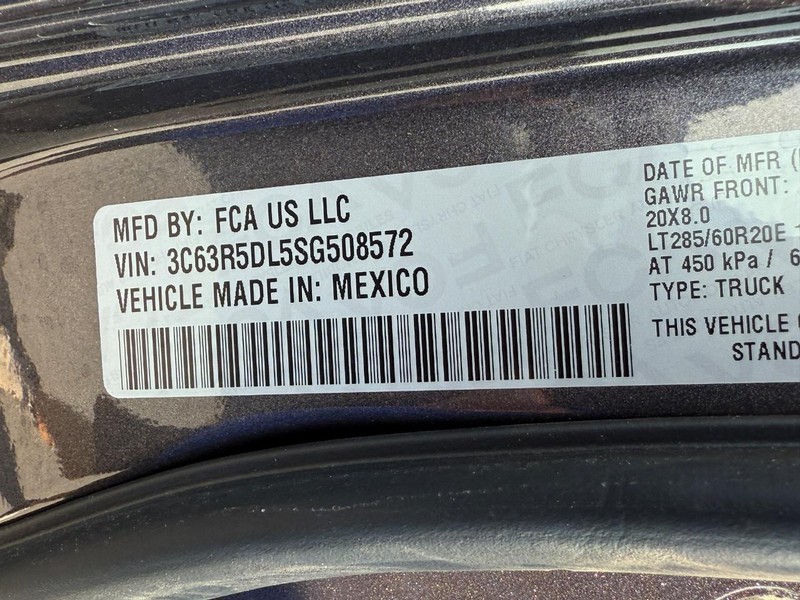 MFD BY: FCA US LLC
VIN: 3C63R5DL5SG508572
VEHICLE MADE IN: MEXICO
DATE OF MFR (
GAWR FRONT:
20X8.0
LT285/60R20E
AT 450 kPa / 6
TYPE: TRUCK
THIS VEHICLE
STAND